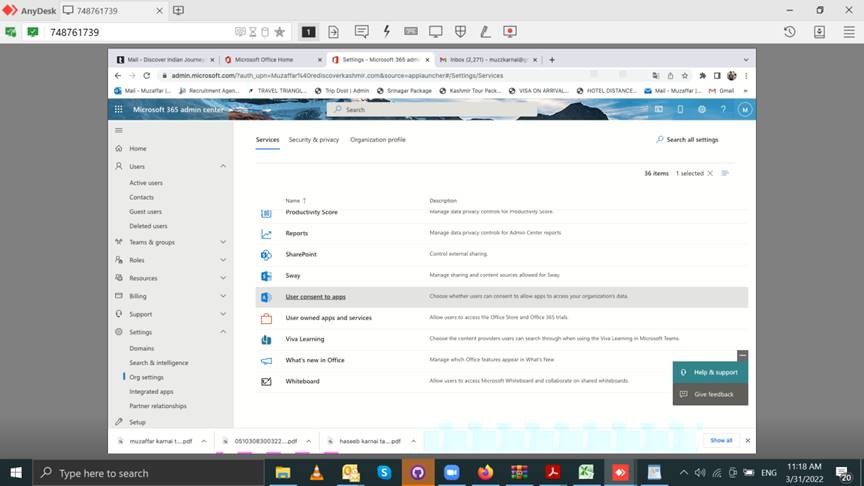 AnyDesk
748761739
748761739
1
Mail - Discover Indian Journey
Microsoft Office Home
Settings - Microsoft 365 admin
Inbox (2,271) - muzzkarnai@g
admin.microsoft.com/?auth_upn=Muzaffar%40rediscoverkashmir.com&source=applauncher#/Settings/Services
Mail - Muzaffar |...
Recruitment Agen...
TRAVEL TRIANGL...
Trip Dost | Admin
Srinagar Package
Kashmir Tour Pack...
VISA ON ARRIVAL...
HOTEL DISTANCE...
Mail - Muzaffar |...
Gmail
»
Microsoft 365 admin center
Search
M
Home
Users
Active users
Contacts
Guest users
Deleted users
Teams & groups
Roles
Resources
Billing
Support
Settings
Domains
Search & intelligence
Org settings
Integrated apps
Partner relationships
Setup
Services Security & privacy Organization profile
Search all settings
36 items 1 selected
Name ↑ Description
Productivity Score Manage data privacy controls for Productivity Score.
Reports Manage data privacy controls for Admin Center reports
SharePoint Control external sharing.
Sway Manage sharing and content sources allowed for Sway
User consent to apps Choose whether users can consent to allow apps to access your organization's data.
User owned apps and services Allow users to access the Office Store and Office 365 trials.
Viva Learning Choose the content providers users can search through when using the Viva Learning in Microsoft Teams.
What's new in Office Manage which Office features appear in What's New
Whiteboard Allow users to access Microsoft Whiteboard and collaborate on shared whiteboards.
Help & support
Give feedback
muzaffar karnai t....pdf
0510308300322....pdf
haseeb karnai ta....pdf
Show all
Type here to search
ENG
11:18 AM
3/31/2022
20